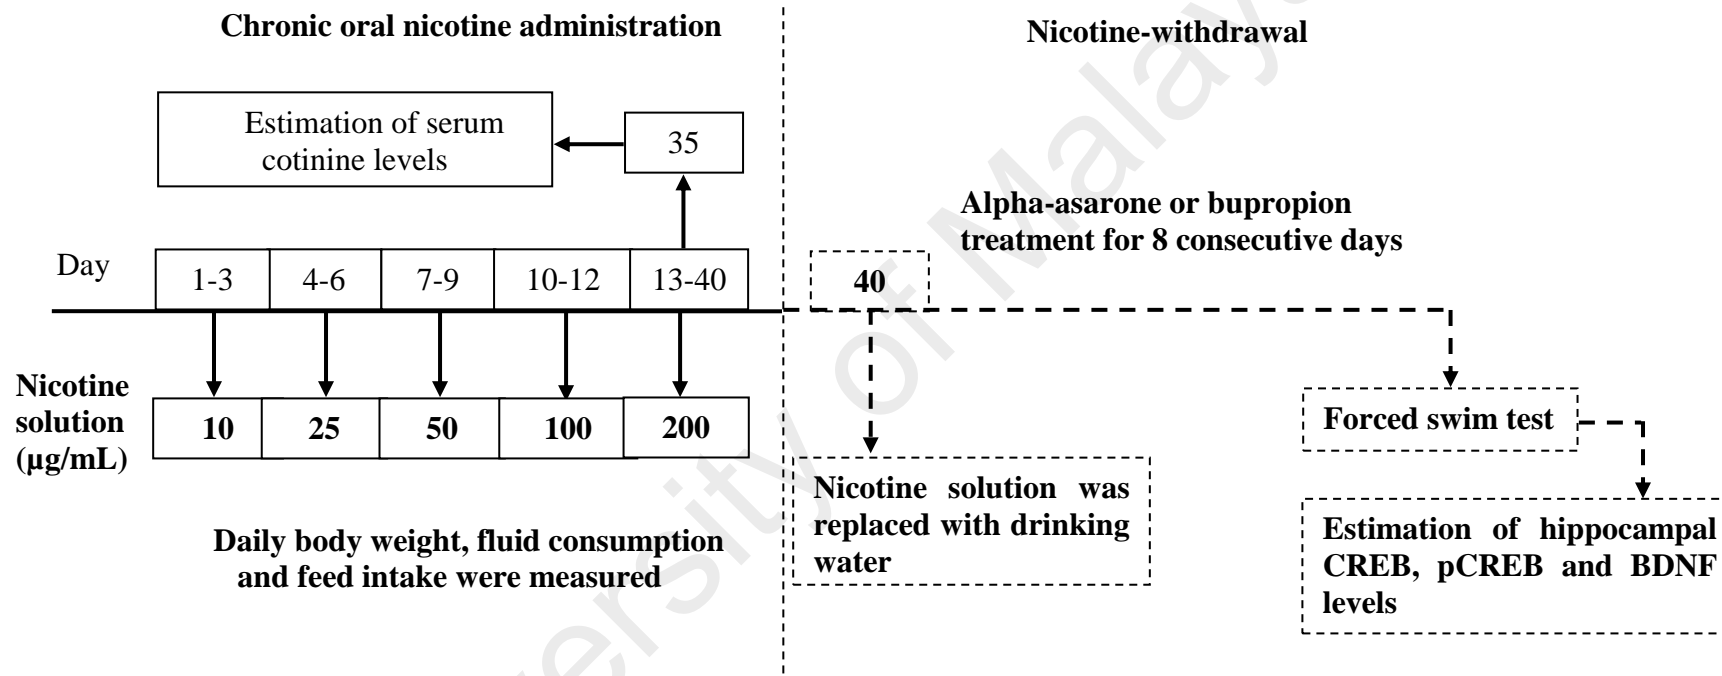 Chronic oral nicotine administration
Nicotine-withdrawal
Estimation of serum
cotinine levels
35
Alpha-asarone or bupropion
treatment for 8 consecutive days
Day
1-3
4-6
7-9
10-12
13-40
40
Nicotine
solution
(µg/mL)
10
25
50
100
200
Forced swim test
Nicotine solution was
replaced with drinking
water
Daily body weight, fluid consumption
and feed intake were measured
Estimation of hippocampal
CREB, pCREB and BDNF
levels
ersity of Malaya